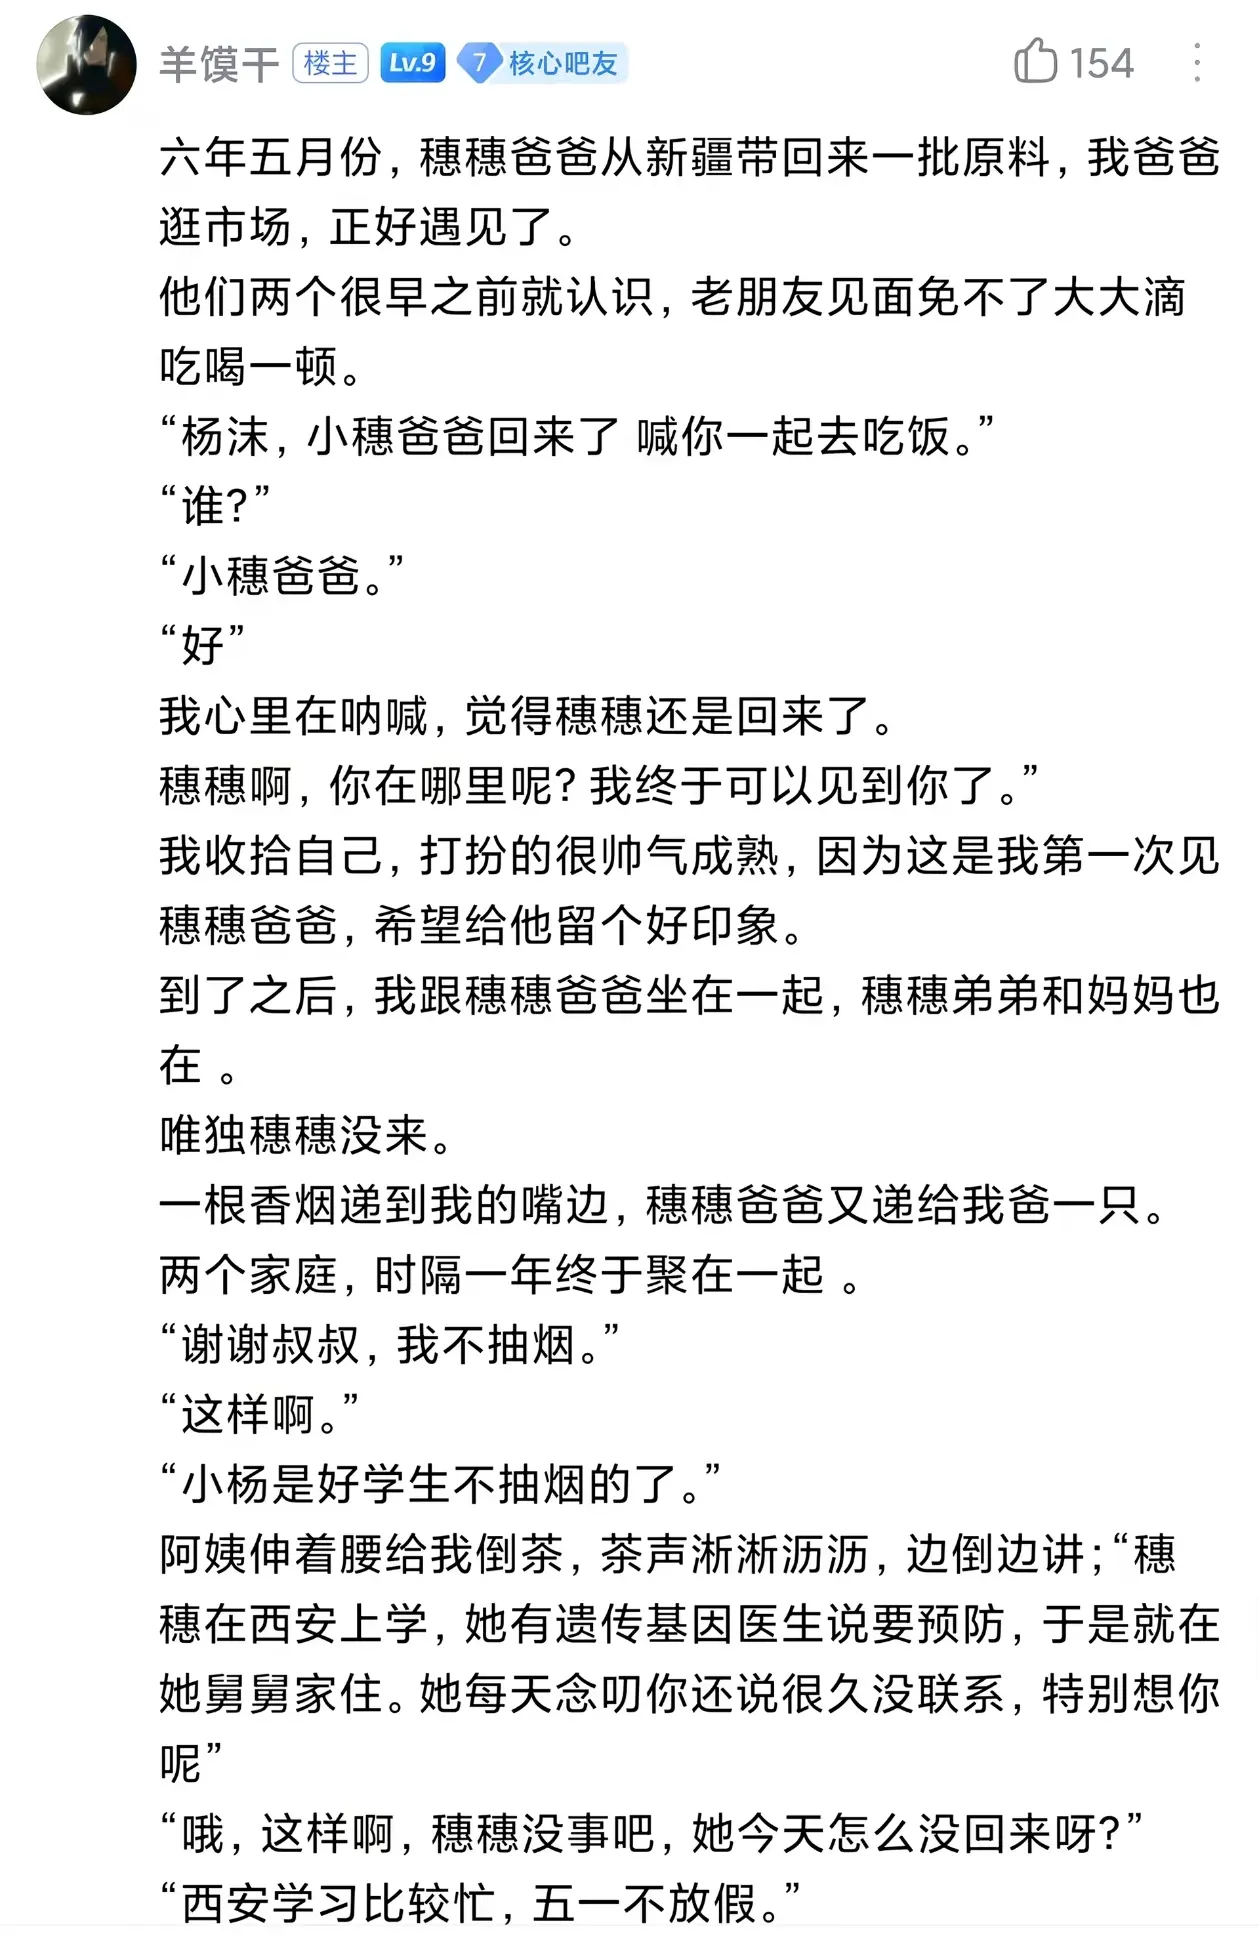 羊馍干 楼主 Lv.9 7 核心吧友 154
六年五月份，穗穗爸爸从新疆带回来一批原料，我爸爸
逛市场，正好遇见了。
他们两个很早之前就认识，老朋友见面免不了大大滴
吃喝一顿。
“杨沫，小穗爸爸回来了 喊你一起去吃饭。”
“谁?”
“小穗爸爸。”
“好”
我心里在呐喊，觉得穗穗还是回来了。
穗穗啊，你在哪里呢? 我终于可以见到你了。”
我收拾自己，打扮的很帅气成熟，因为这是我第一次见
穗穗爸爸，希望给他留个好印象。
到了之后，我跟穗穗爸爸坐在一起，穗穗弟弟和妈妈也
在 。
唯独穗穗没来。
一根香烟递到我的嘴边，穗穗爸爸又递给我爸一只。
两个家庭，时隔一年终于聚在一起 。
“谢谢叔叔，我不抽烟。”
“这样啊。”
“小杨是好学生不抽烟的了。”
阿姨伸着腰给我倒茶，茶声淅淅沥沥，边倒边讲;“穗
穗在西安上学，她有遗传基因医生说要预防，于是就在
她舅舅家住。她每天念叨你还说很久没联系，特别想你
呢”
“哦，这样啊，穗穗没事吧，她今天怎么没回来呀?”
“西安学习比较忙，五一不放假。”